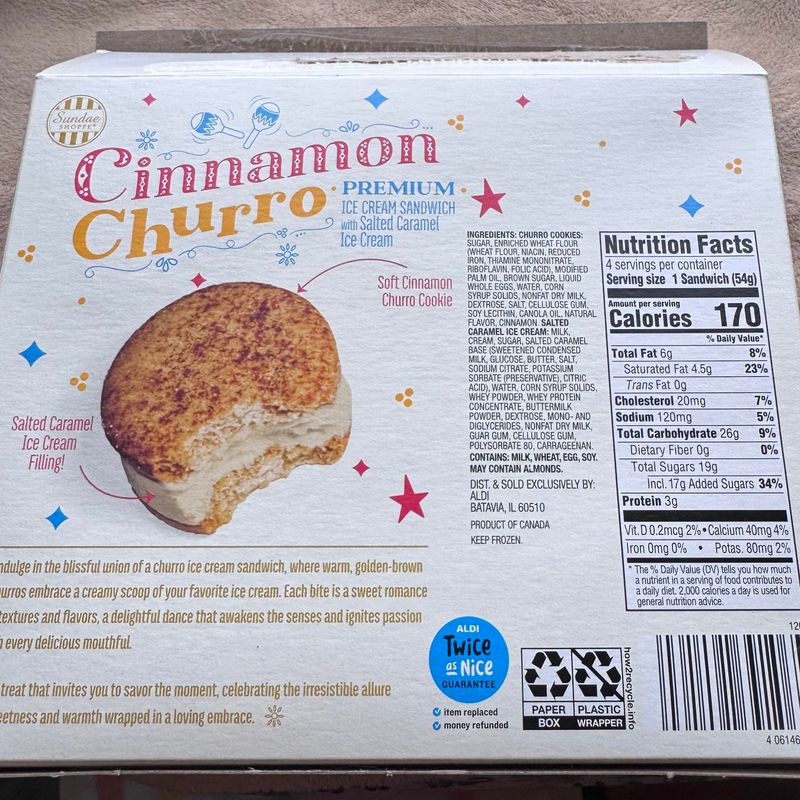 Sundae
SHOPPE®
Cinnamon
Churro
PREMIUM
ICE CREAM SANDWICH
with Salted Caramel
Ice Cream
Soft Cinnamon
Churro Cookie
Salted Caramel
Ice Cream
Filling!
ndulge in the blissful union of a churro ice cream sandwich, where warm, golden-brown
urros embrace a creamy scoop of your favorite ice cream. Each bite is a sweet romance
textures and flavors, a delightful dance that awakens the senses and ignites passion
h every delicious mouthful.
treat that invites you to savor the moment, celebrating the irresistible allure
eetness and warmth wrapped in a loving embrace.
INGREDIENTS: CHURRO COOKIES:
SUGAR, ENRICHED WHEAT FLOUR
(WHEAT FLOUR, NIACIN, REDUCED
IRON, THIAMINE MONONITRATE,
RIBOFLAVIN, FOLIC ACID), MODIFIED
PALM OIL, BROWN SUGAR, LIQUID
WHOLE EGGS, WATER, CORN
SYRUP SOLIDS, NONFAT DRY MILK,
DEXTROSE, SALT, CELLULOSE GUM,
SOY LECITHIN, CANOLA OIL, NATURAL
FLAVOR, CINNAMON. SALTED
CARAMEL ICE CREAM: MILK,
CREAM, SUGAR, SALTED CARAMEL
BASE (SWEETENED CONDENSED
MILK, GLUCOSE, BUTTER, SALT,
SODIUM CITRATE, POTASSIUM
SORBATE (PRESERVATIVE), CITRIC
ACID), WATER, CORN SYRUP SOLIDS,
WHEY POWDER, WHEY PROTEIN
CONCENTRATE, BUTTERMILK
POWDER, DEXTROSE, MONO- AND
DIGLYCERIDES, NONFAT DRY MILK,
GUAR GUM, CELLULOSE GUM,
POLYSORBATE 80, CARRAGEENAN.
CONTAINS: MILK, WHEAT, EGG, SOY.
MAY CONTAIN ALMONDS.
DIST. & SOLD EXCLUSIVELY BY:
ALDI
BATAVIA, IL 60510
PRODUCT OF CANADA
KEEP FROZEN.
Nutrition Facts
4 servings per container
Serving size 1 Sandwich (54g)
Amount per serving
Calories 170
% Daily Value*
Total Fat 6g 8%
Saturated Fat 4.5g 23%
Trans Fat 0g
Cholesterol 20mg 7%
Sodium 120mg 5%
Total Carbohydrate 26g 9%
Dietary Fiber 0g 0%
Total Sugars 19g
Incl. 17g Added Sugars 34%
Protein 3g
Vit. D 0.2mcg 2% • Calcium 40mg 4%
Iron 0mg 0% • Potas. 80mg 2%
* The % Daily Value (DV) tells you how much
a nutrient in a serving of food contributes to
a daily diet. 2,000 calories a day is used for
general nutrition advice.
ALDI
Twice
as Nice
GUARANTEE
item replaced
money refunded
PAPER PLASTIC
BOX WRAPPER
how2recycle.info
4 06146